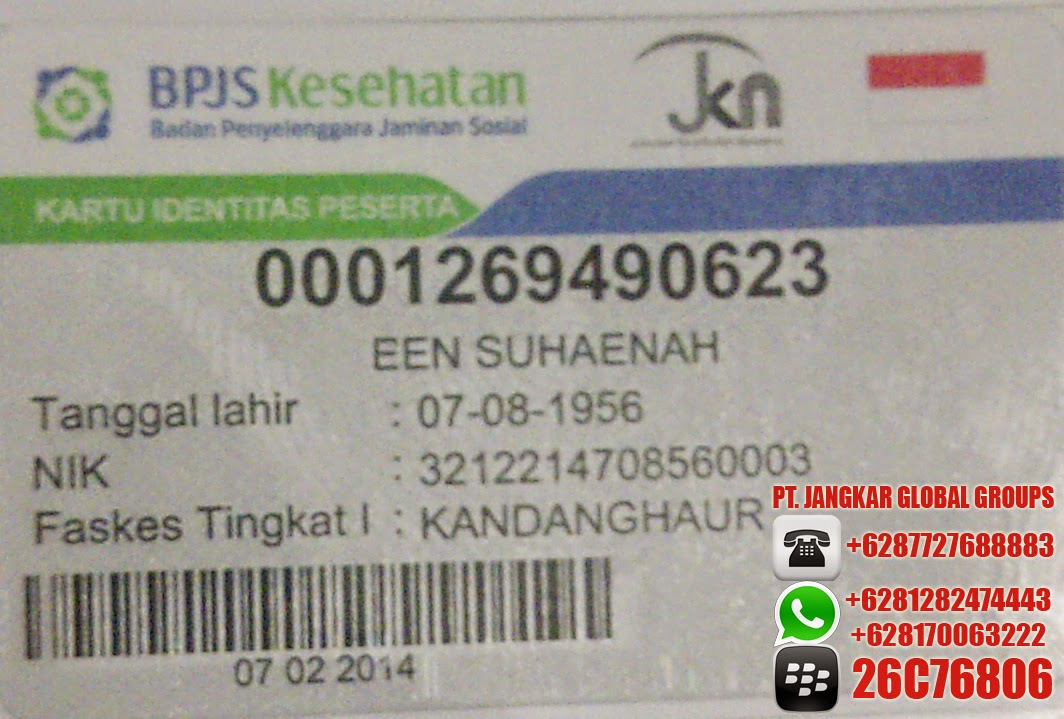 BPJS Kesehatan
Badan Penyelenggara Jaminan Sosial
jkn
KARTU IDENTITAS PESERTA
0001269490623
EEN SUHAENAH
Tanggal lahir : 07-08-1956
NIK : 3212214708560003
Faskes Tingkat I : KANDANGHAUR
07 02 2014
PT. JANGKAR GLOBAL GROUPS
+6287727688883
+6281282474443
+628170063222
26C76806